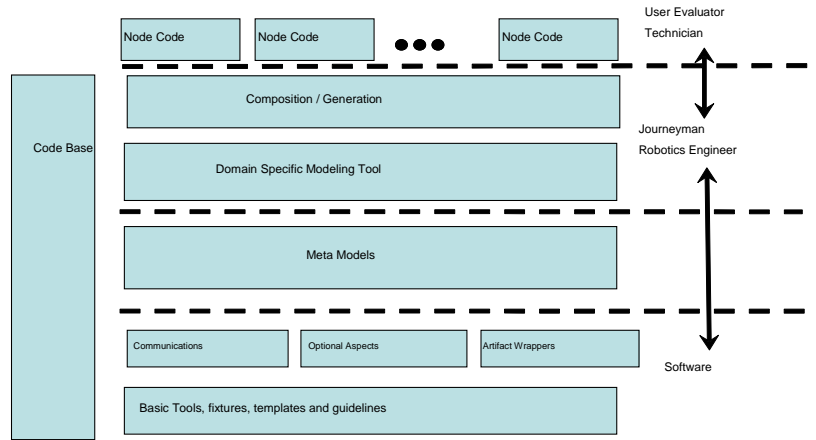 User Evaluator
Technician
Node Code
Node Code
Node Code
Composition / Generation
Journeyman
Robotics Engineer
Code Base
Domain Specific Modeling Tool
Meta Models
Communications
Optional Aspects
Artifact Wrappers
Software
Basic Tools, fixtures, templates and guidelines